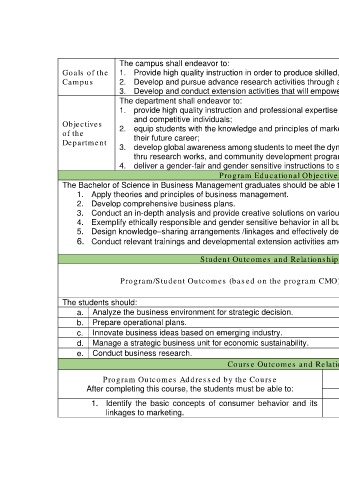 The campus shall endeavor to:
Goals of the Campus
1. Provide high quality instruction in order to produce skilled,
2. Develop and pursue advance research activities through
3. Develop and conduct extension activities that will empowe
The department shall endeavor to:
Objectives of the Department
1. provide high quality instruction and professional expertise
and competitive individuals;
2. equip students with the knowledge and principles of mark
their future career;
3. develop global awareness among students to meet the dyn
thru research works, and community development program
4. deliver a gender-fair and gender sensitive instructions to s
Program Educational Objective
The Bachelor of Science in Business Management graduates should be able
1. Apply theories and principles of business management.
2. Develop comprehensive business plans.
3. Conduct an in-depth analysis and provide creative solutions on variou
4. Exemplify ethically responsible and gender sensitive behavior in all bu
5. Design knowledge–sharing arrangements /linkages and effectively de
6. Conduct relevant trainings and developmental extension activities am
Student Outcomes and Relationship
Program/Student Outcomes (based on the program CMO)
The students should:
a. Analyze the business environment for strategic decision.
b. Prepare operational plans.
c. Innovate business ideas based on emerging industry.
d. Manage a strategic business unit for economic sustainability.
e. Conduct business research.
Course Outcomes and Relati
Program Outcomes Addressed by the Course
After completing this course, the students must be able to:
1. Identify the basic concepts of consumer behavior and its
linkages to marketing.